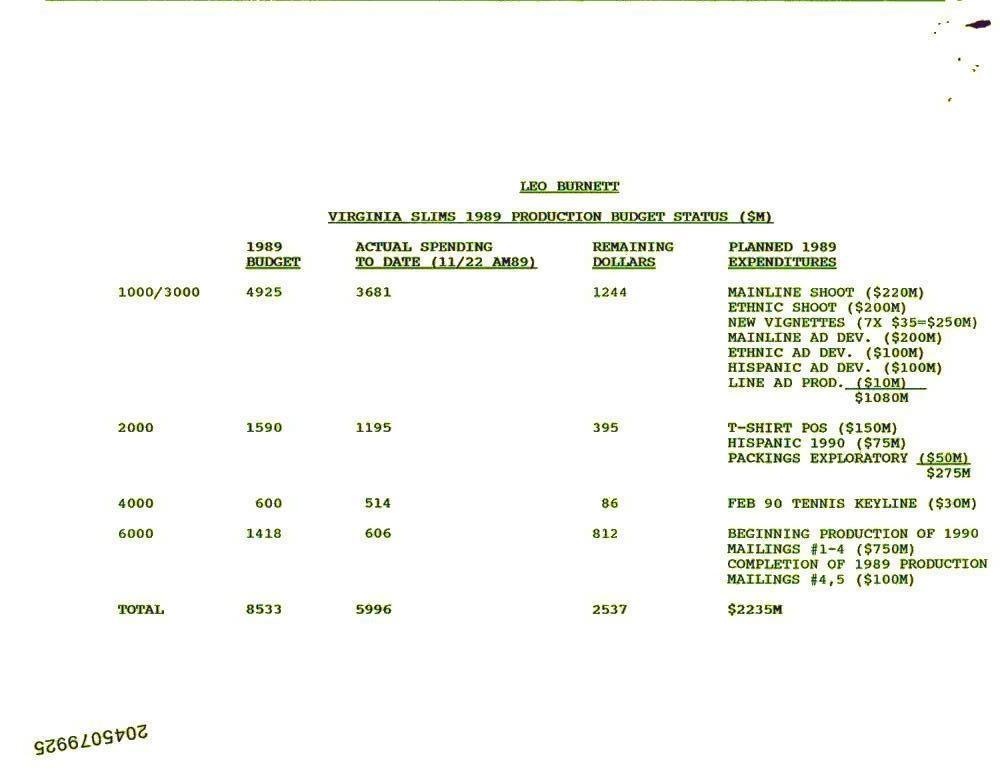 LEO BURNETT
VIRGINIA SLIMS 1989 PRODUCTION BUDGET STATUS ($M)
1989 ACTUAL SPENDING REMAINING PLANNED 1989
BUDGET TO DATE (11/22 AM89) DOLLARS EXPENDITURES
1000/3000 4925 3681 1244 MAINLINE SHOOT ($220M)
ETHNIC SHOOT ($200M)
NEW VIGNETTES (7X $35=$250M)
MAINLINE AD DEV. ($200M)
ETHNIC AD DEV. ($100M)
HISPANIC AD DEV. ($100M)
LINE AD PROD. ($10M)
$1080M
2000 1590 1195 395 T-SHIRT POS ($150M)
HISPANIC 1990 ($75M)
PACKINGS EXPLORATORY ($50M)
$275M
4000 600 514 86 FEB 90 TENNIS KEYLINE ($30M)
6000 1418 606 812 BEGINNING PRODUCTION OF 1990
MAILINGS #1-4 ($750M)
COMPLETION OF 1989 PRODUCTION
MAILINGS #4,5 ($100M)
TOTAL 8533 5996 2537 $2235M
2045079925